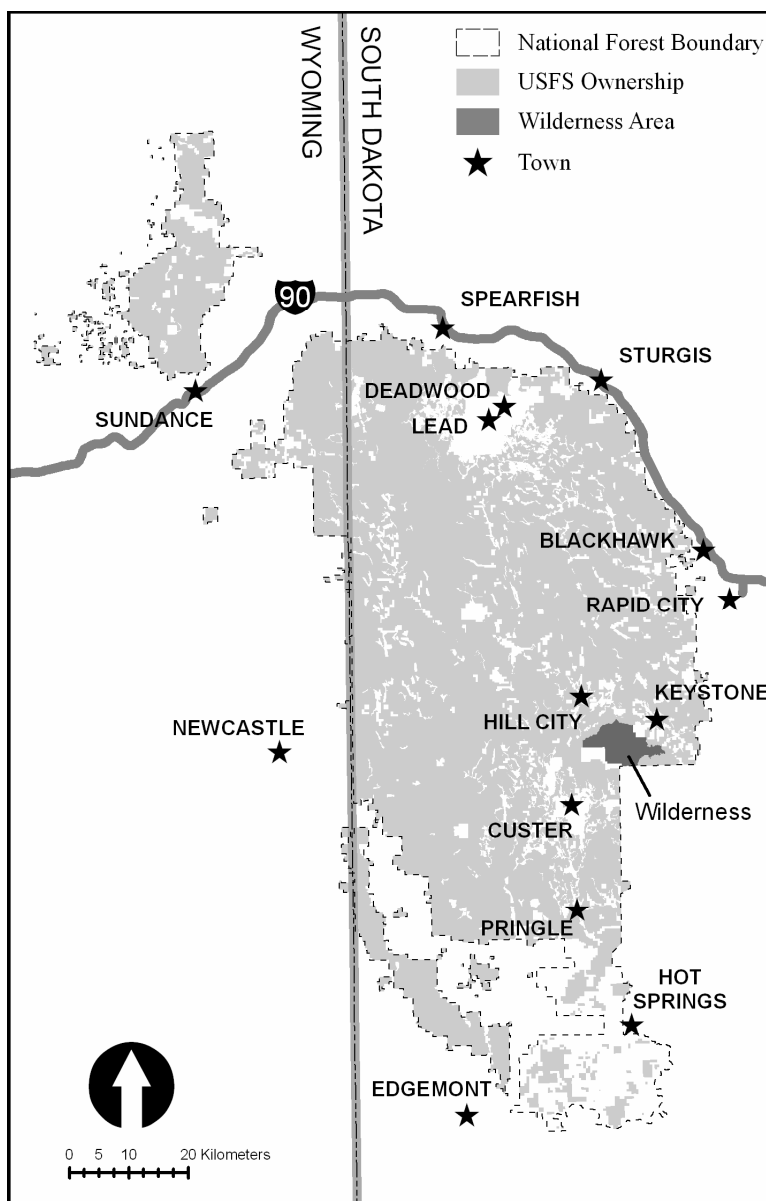 WYOMING
SOUTH DAKOTA
National Forest Boundary
USFS Ownership
Wilderness Area
Town
90
SPEARFISH
STURGIS
DEADWOOD
LEAD
SUNDANCE
BLACKHAWK
RAPID CITY
KEYSTONE
HILL CITY
NEWCASTLE
Wilderness
CUSTER
PRINGLE
HOT
SPRINGS
EDGEMONT
0 5 10 20 Kilometers